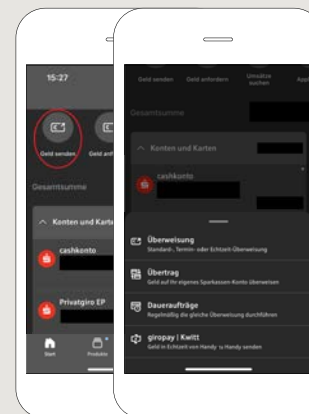 15:27
Geld senden
Geld anf
Gesamtsumme
Konten und Kart
cashkonto
Privatgiro EP
Start
Produkte
Geld senden
Geld anfordern
Umsätze suchen
Appl
Gesamtsumme
Konten und Karten
cashkonto
Überweisung
Standard-, Termin- oder Echtzeit-Überweisung
Übertrag
Geld auf Ihr eigenes Sparkassen-Konto überweisen
Daueraufträge
Regelmäßig die gleiche Überweisung durchführen
giropay | Kwitt
Geld in Echtzeit von Handy zu Handy senden